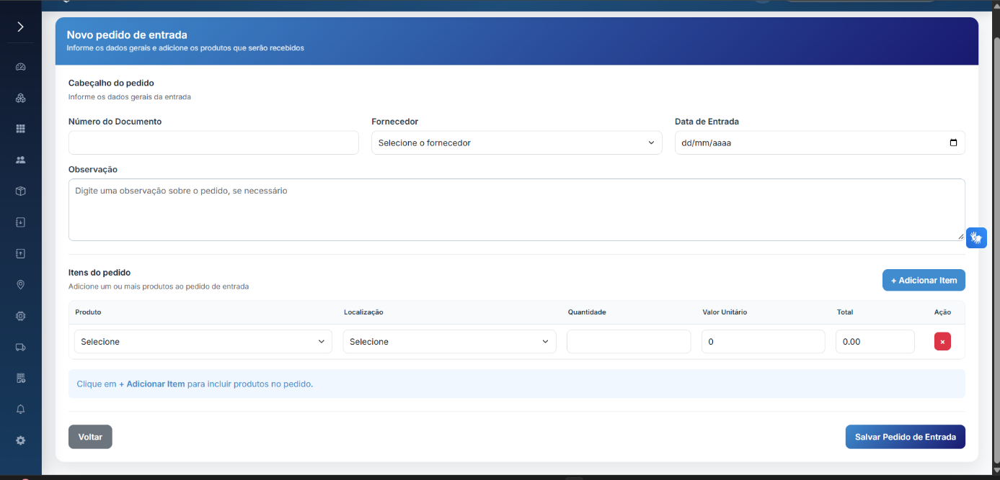 Novo pedido de entrada
Informe os dados gerais e adicione os produtos que serão recebidos
Cabeçalho do pedido
Informe os dados gerais da entrada
Número do Documento Fornecedor Data de Entrada
Selecione o fornecedor dd/mm/aaaa
Observação
Digite uma observação sobre o pedido, se necessário
Itens do pedido
Adicione um ou mais produtos ao pedido de entrada
+ Adicionar Item
Produto Localização Quantidade Valor Unitário Total Ação
Selecione Selecione 0 0.00 ×
Clique em + Adicionar Item para incluir produtos no pedido.
Voltar Salvar Pedido de Entrada